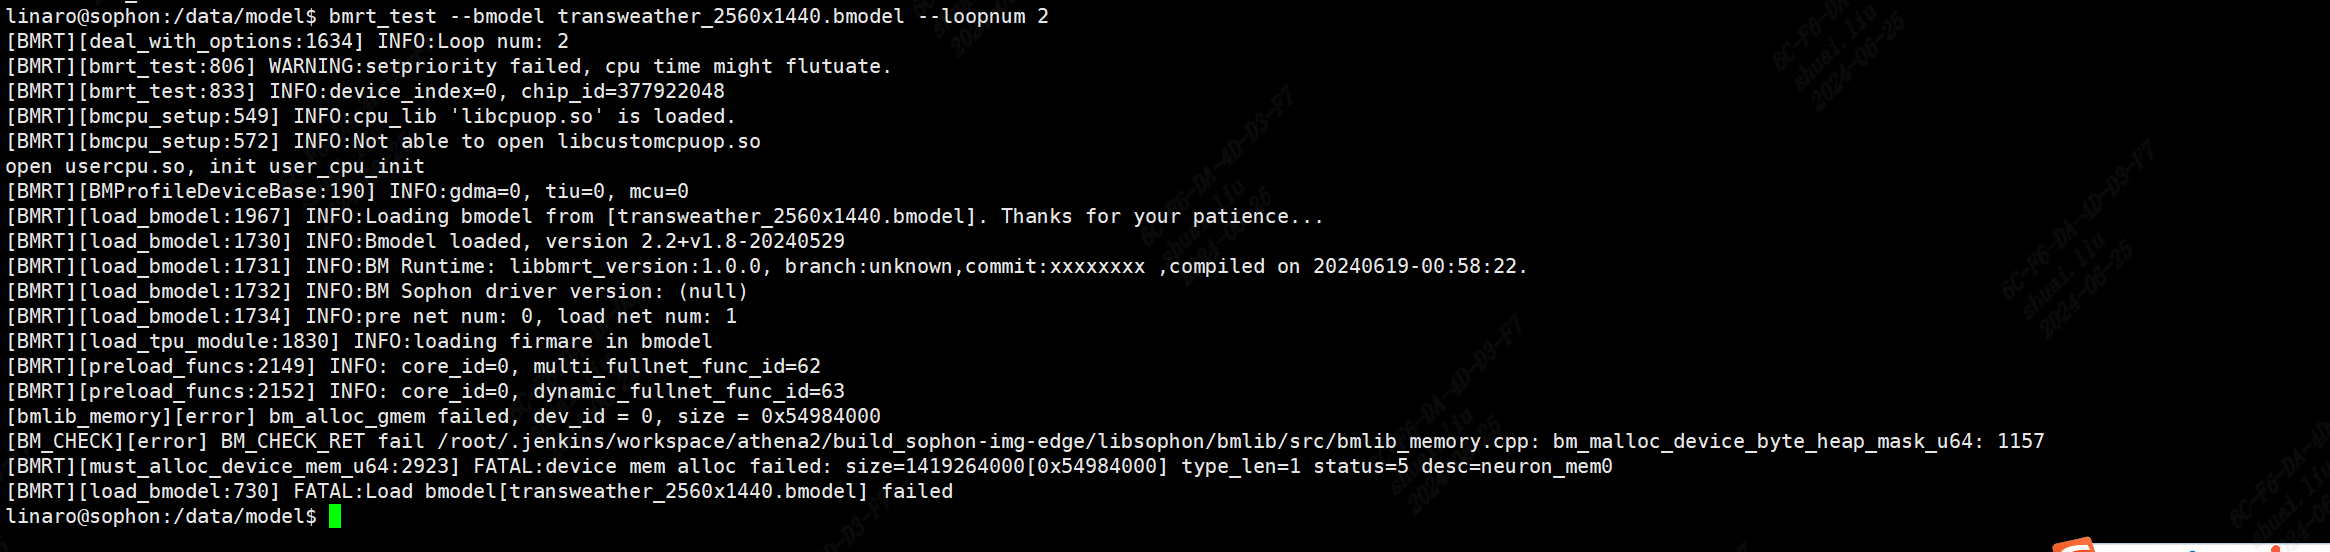 linaro@sophon:/data/model$ bmrt_test --bmodel transweather_2560x1440.bmodel --loopnum 2
[BMRT][deal_with_options:1634] INFO:Loop num: 2
[BMRT][bmrt_test:806] WARNING:setpriority failed, cpu time might flutuate.
[BMRT][bmrt_test:833] INFO:device_index=0, chip_id=377922048
[BMRT][bmcpu_setup:549] INFO:cpu_lib 'libcpuop.so' is loaded.
[BMRT][bmcpu_setup:572] INFO:Not able to open libcustomcpuop.so
open usercpu.so, init user_cpu_init
[BMRT][BMProfileDeviceBase:190] INFO:gdma=0, tiu=0, mcu=0
[BMRT][load_bmodel:1967] INFO:Loading bmodel from [transweather_2560x1440.bmodel]. Thanks for your patience...
[BMRT][load_bmodel:1730] INFO:Bmodel loaded, version 2.2+v1.8-20240529
[BMRT][load_bmodel:1731] INFO:BM Runtime: libbmrt_version:1.0.0, branch:unknown,commit:xxxxxxxx ,compiled on 20240619-00:58:22.
[BMRT][load_bmodel:1732] INFO:BM Sophon driver version: (null)
[BMRT][load_bmodel:1734] INFO:pre net num: 0, load net num: 1
[BMRT][load_tpu_module:1830] INFO:loading firmare in bmodel
[BMRT][preload_funcs:2149] INFO: core_id=0, multi_fullnet_func_id=62
[BMRT][preload_funcs:2152] INFO: core_id=0, dynamic_fullnet_func_id=63
[bmlib_memory][error] bm_alloc_gmem failed, dev_id = 0, size = 0x54984000
[BM_CHECK][error] BM_CHECK_RET fail /root/.jenkins/workspace/athena2/build_sophon-img-edge/libsophon/bmlib/src/bmlib_memory.cpp: bm_malloc_device_byte_heap_mask_u64: 1157
[BMRT][must_alloc_device_mem_u64:2923] FATAL:device mem alloc failed: size=1419264000[0x54984000] type_len=1 status=5 desc=neuron_mem0
[BMRT][load_bmodel:730] FATAL:Load bmodel[transweather_2560x1440.bmodel] failed
linaro@sophon:/data/model$
6C-F6-DA-4D-D3-F7
shuai.liu
2024-06-25